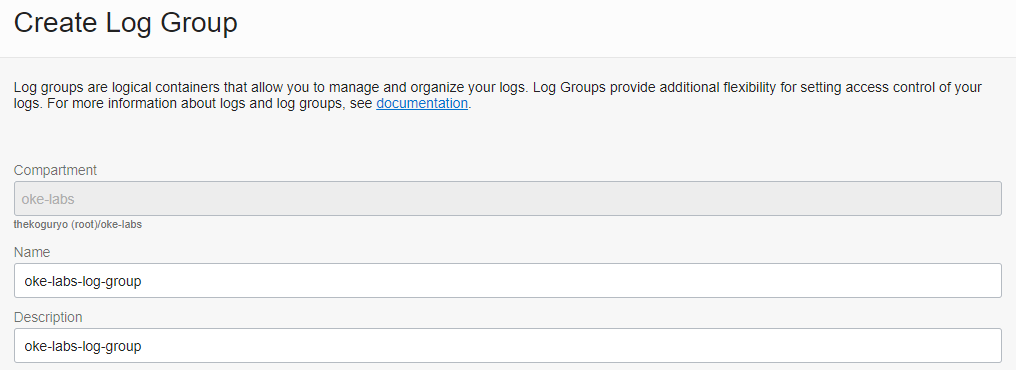 Create Log Group
Log groups are logical containers that allow you to manage and organize your logs. Log Groups provide additional flexibility for setting access control of your
logs. For more information about logs and log groups, see documentation.
Compartment
oke-labs
thekoguryo (root)/oke-labs
Name
oke-labs-log-group
Description
oke-labs-log-group